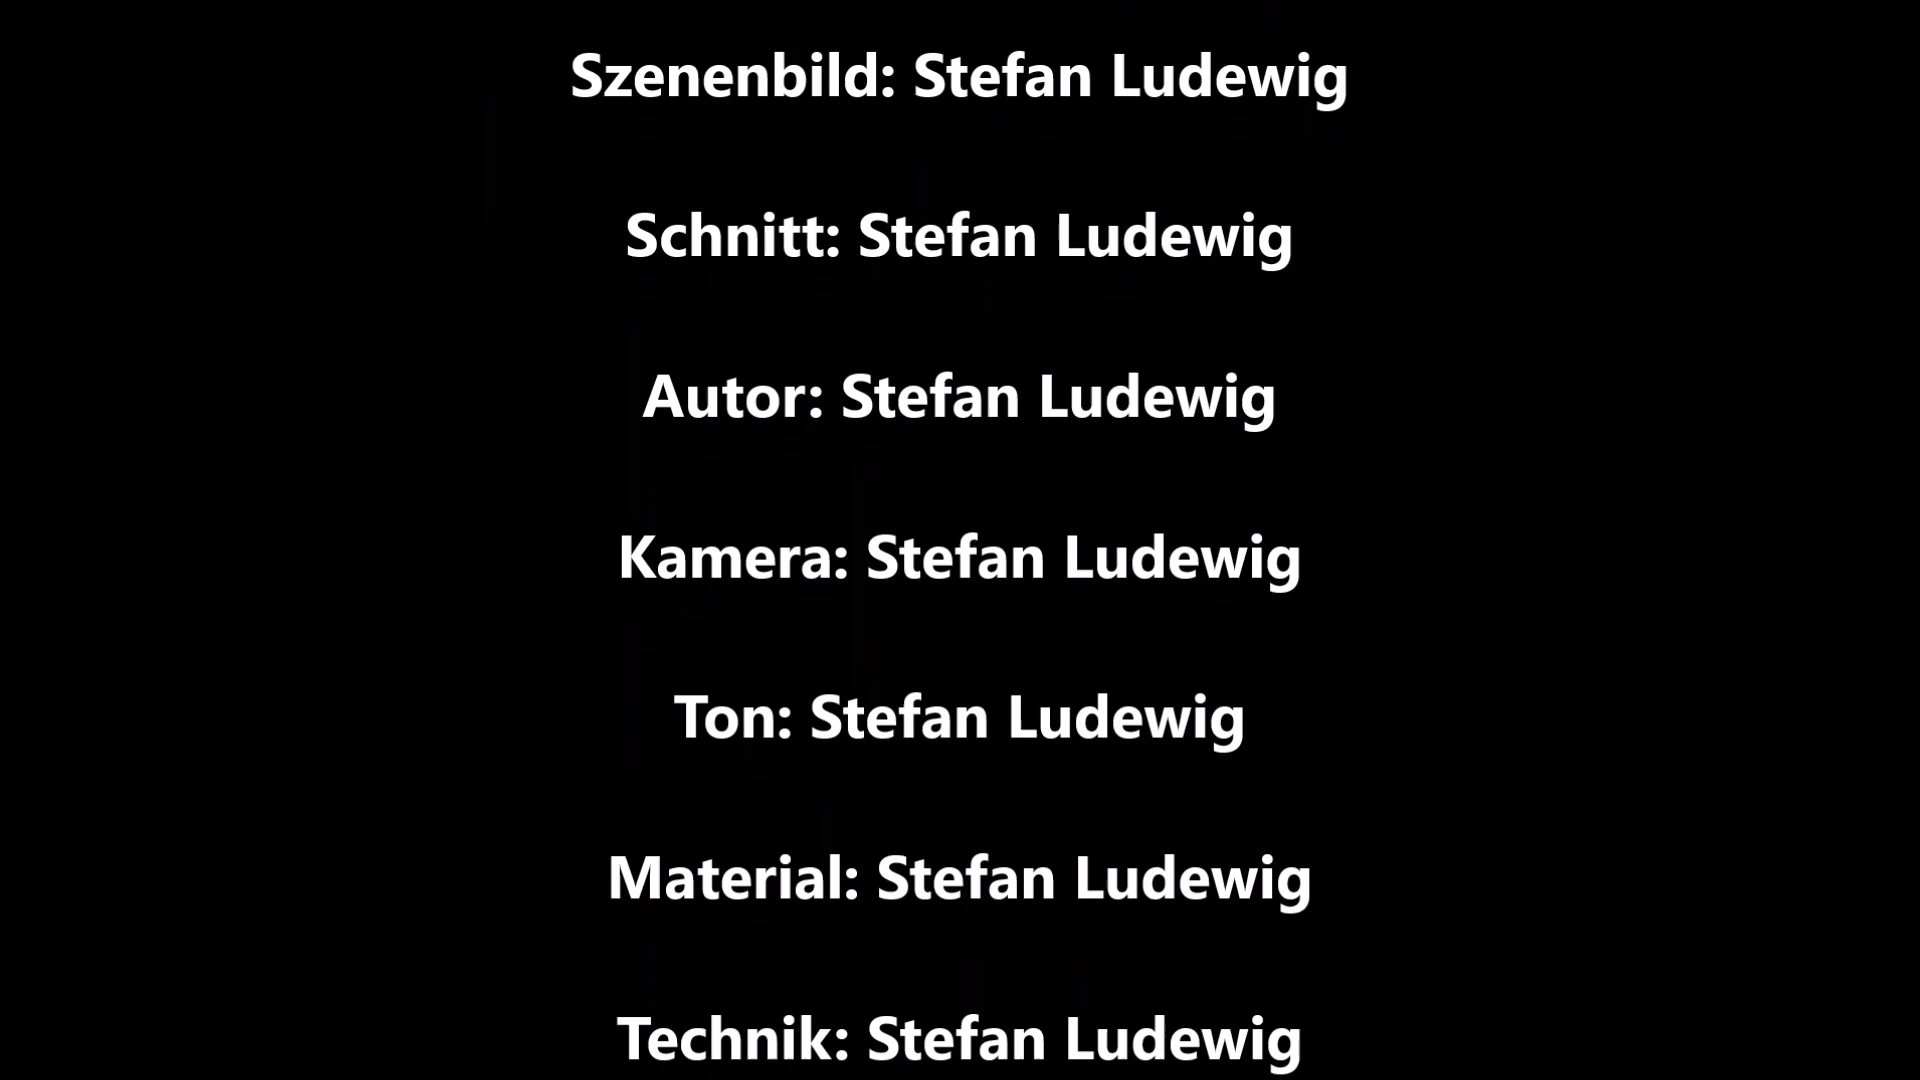 Szenenbild: Stefan Ludewig
Schnitt: Stefan Ludewig
Autor: Stefan Ludewig
Kamera: Stefan Ludewig
Ton: Stefan Ludewig
Material: Stefan Ludewig
Technik: Stefan Ludewig